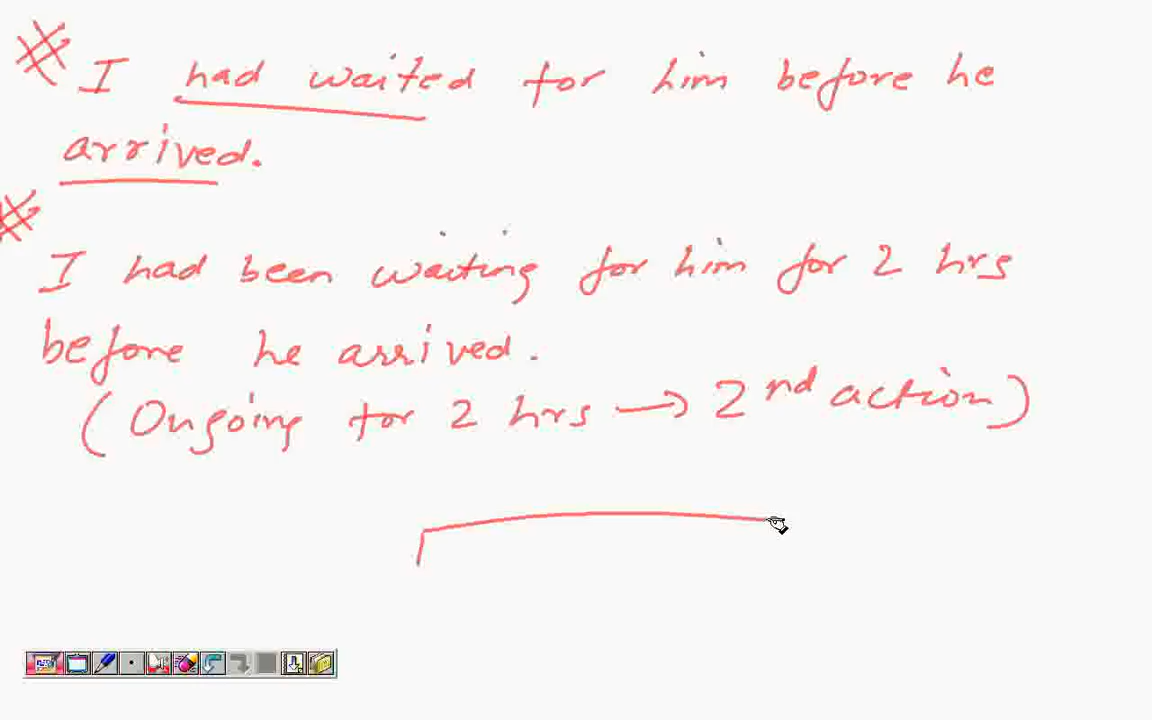 I had waited for him before he
arrived.
I had been waiting for him for 2 hrs
before he arrived.
(Ongoing for 2 hrs → 2nd action)